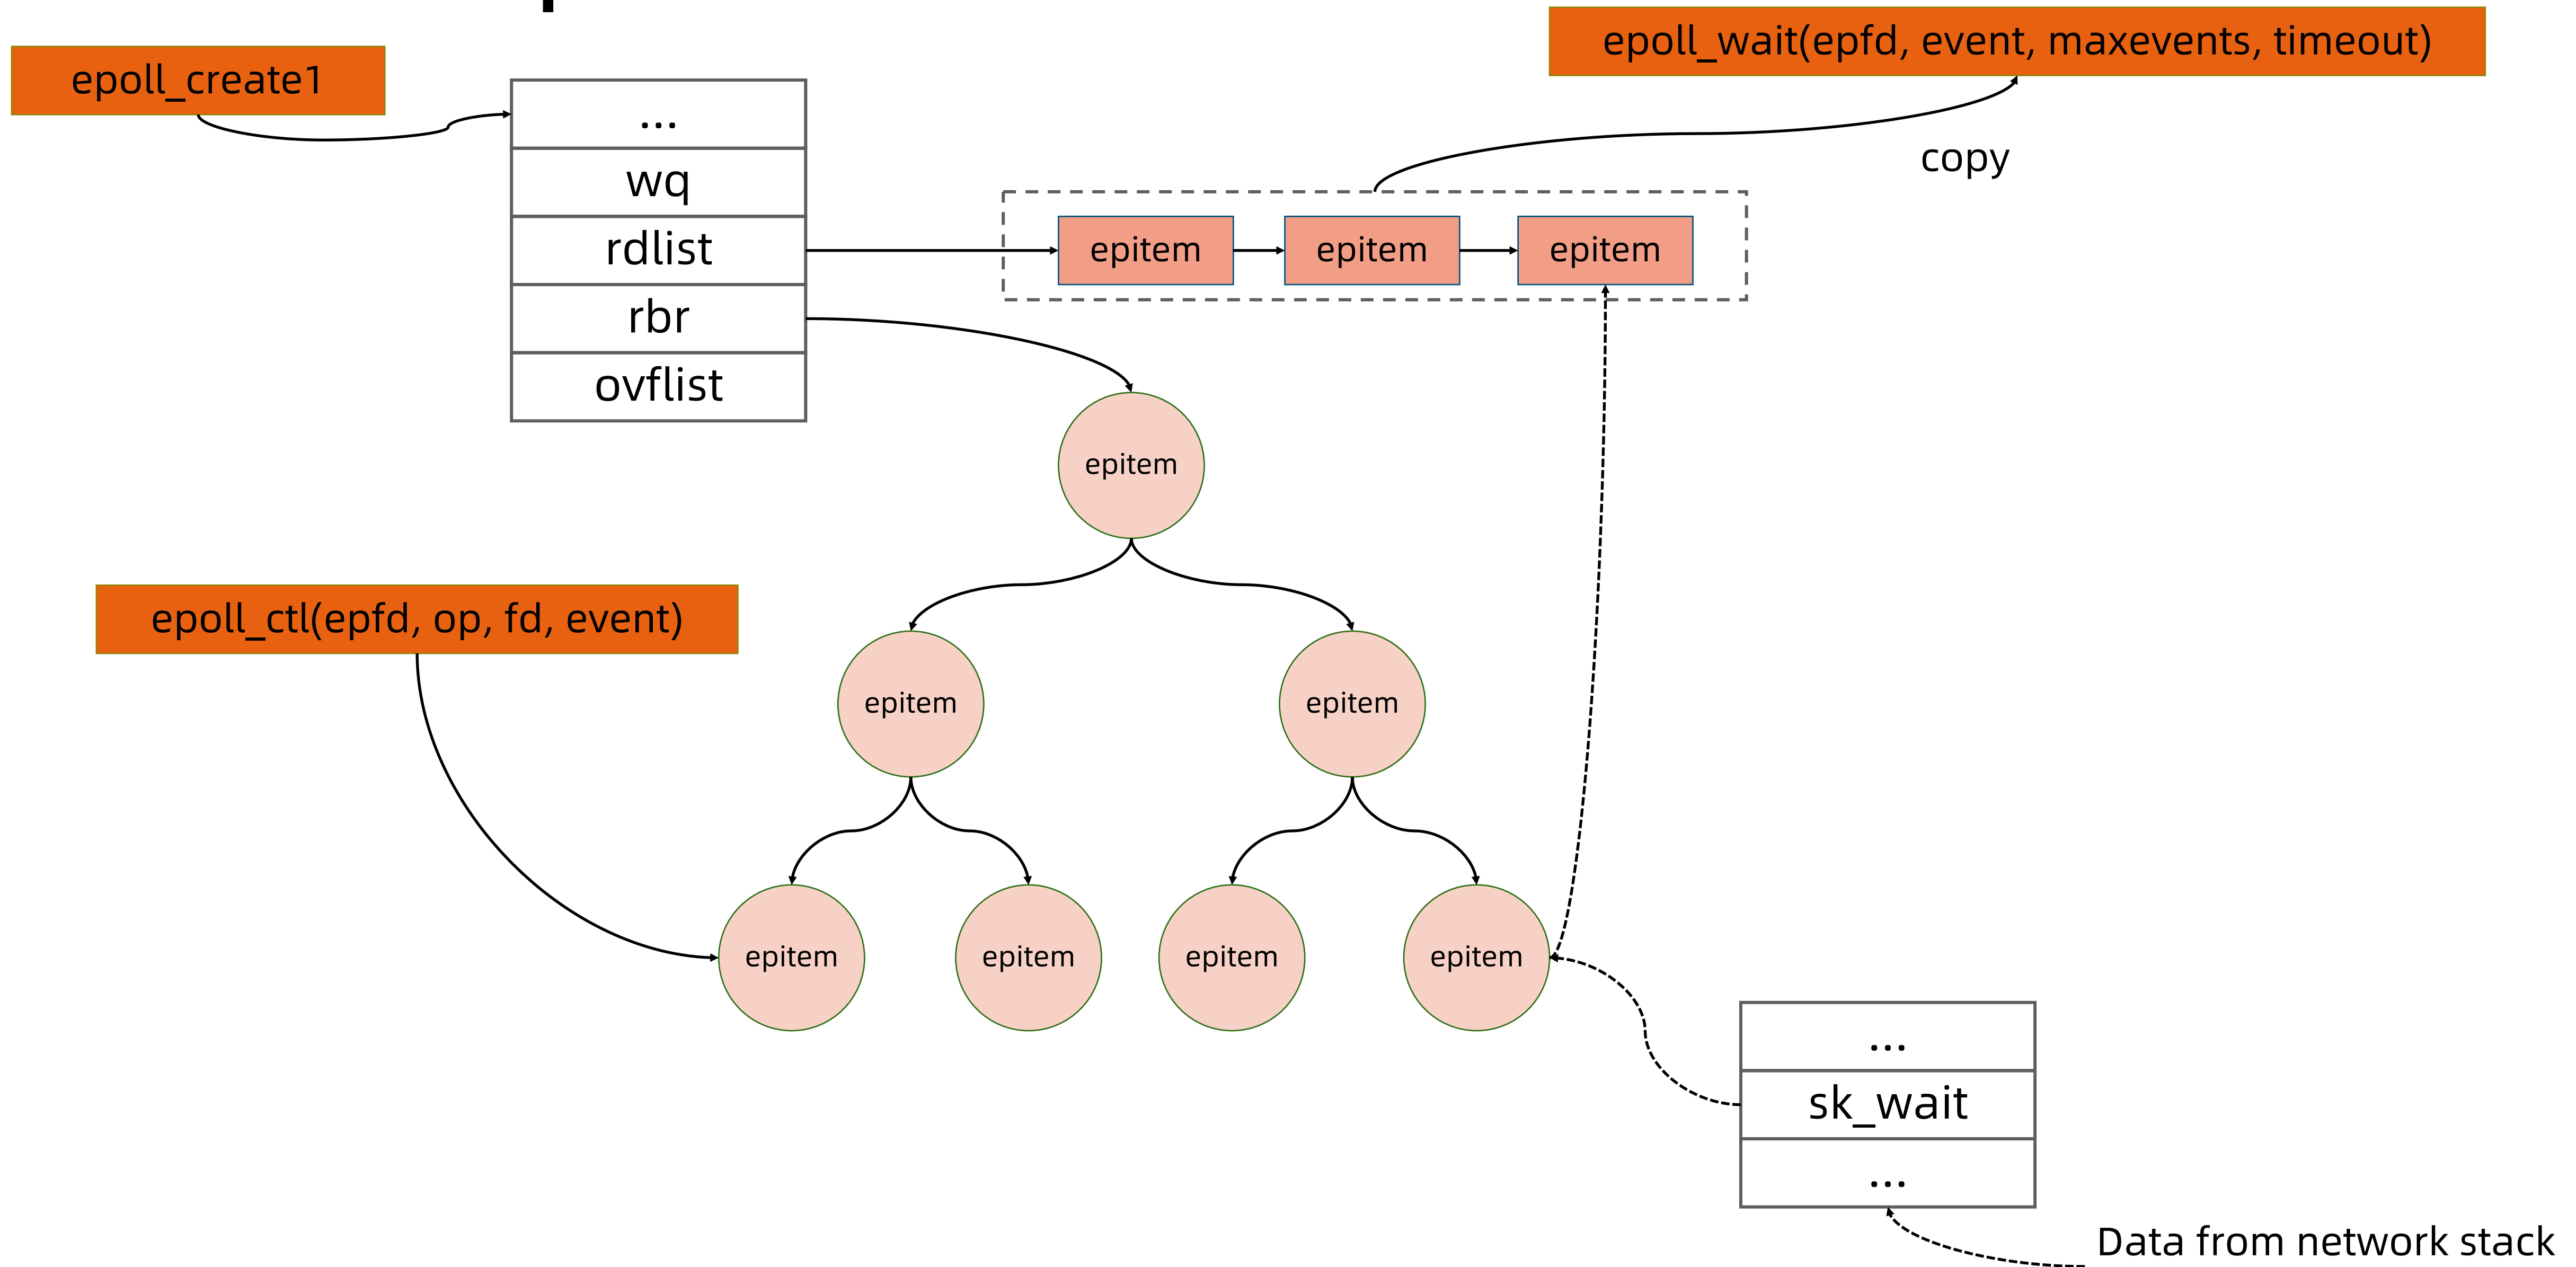 epoll_create1
epoll_wait(epfd, event, maxevents, timeout)
copy
...
wq
rdlist
rbr
ovflist
epitem
epitem
epitem
epitem
epoll_ctl(epfd, op, fd, event)
epitem
epitem
epitem
epitem
epitem
epitem
...
sk_wait
...
Data from network stack